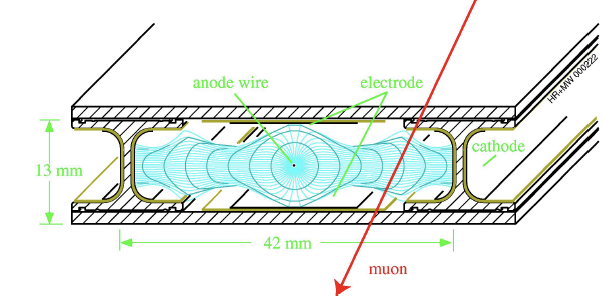 anode wire
electrode
HR+MW 000222
cathode
13 mm
42 mm
muon